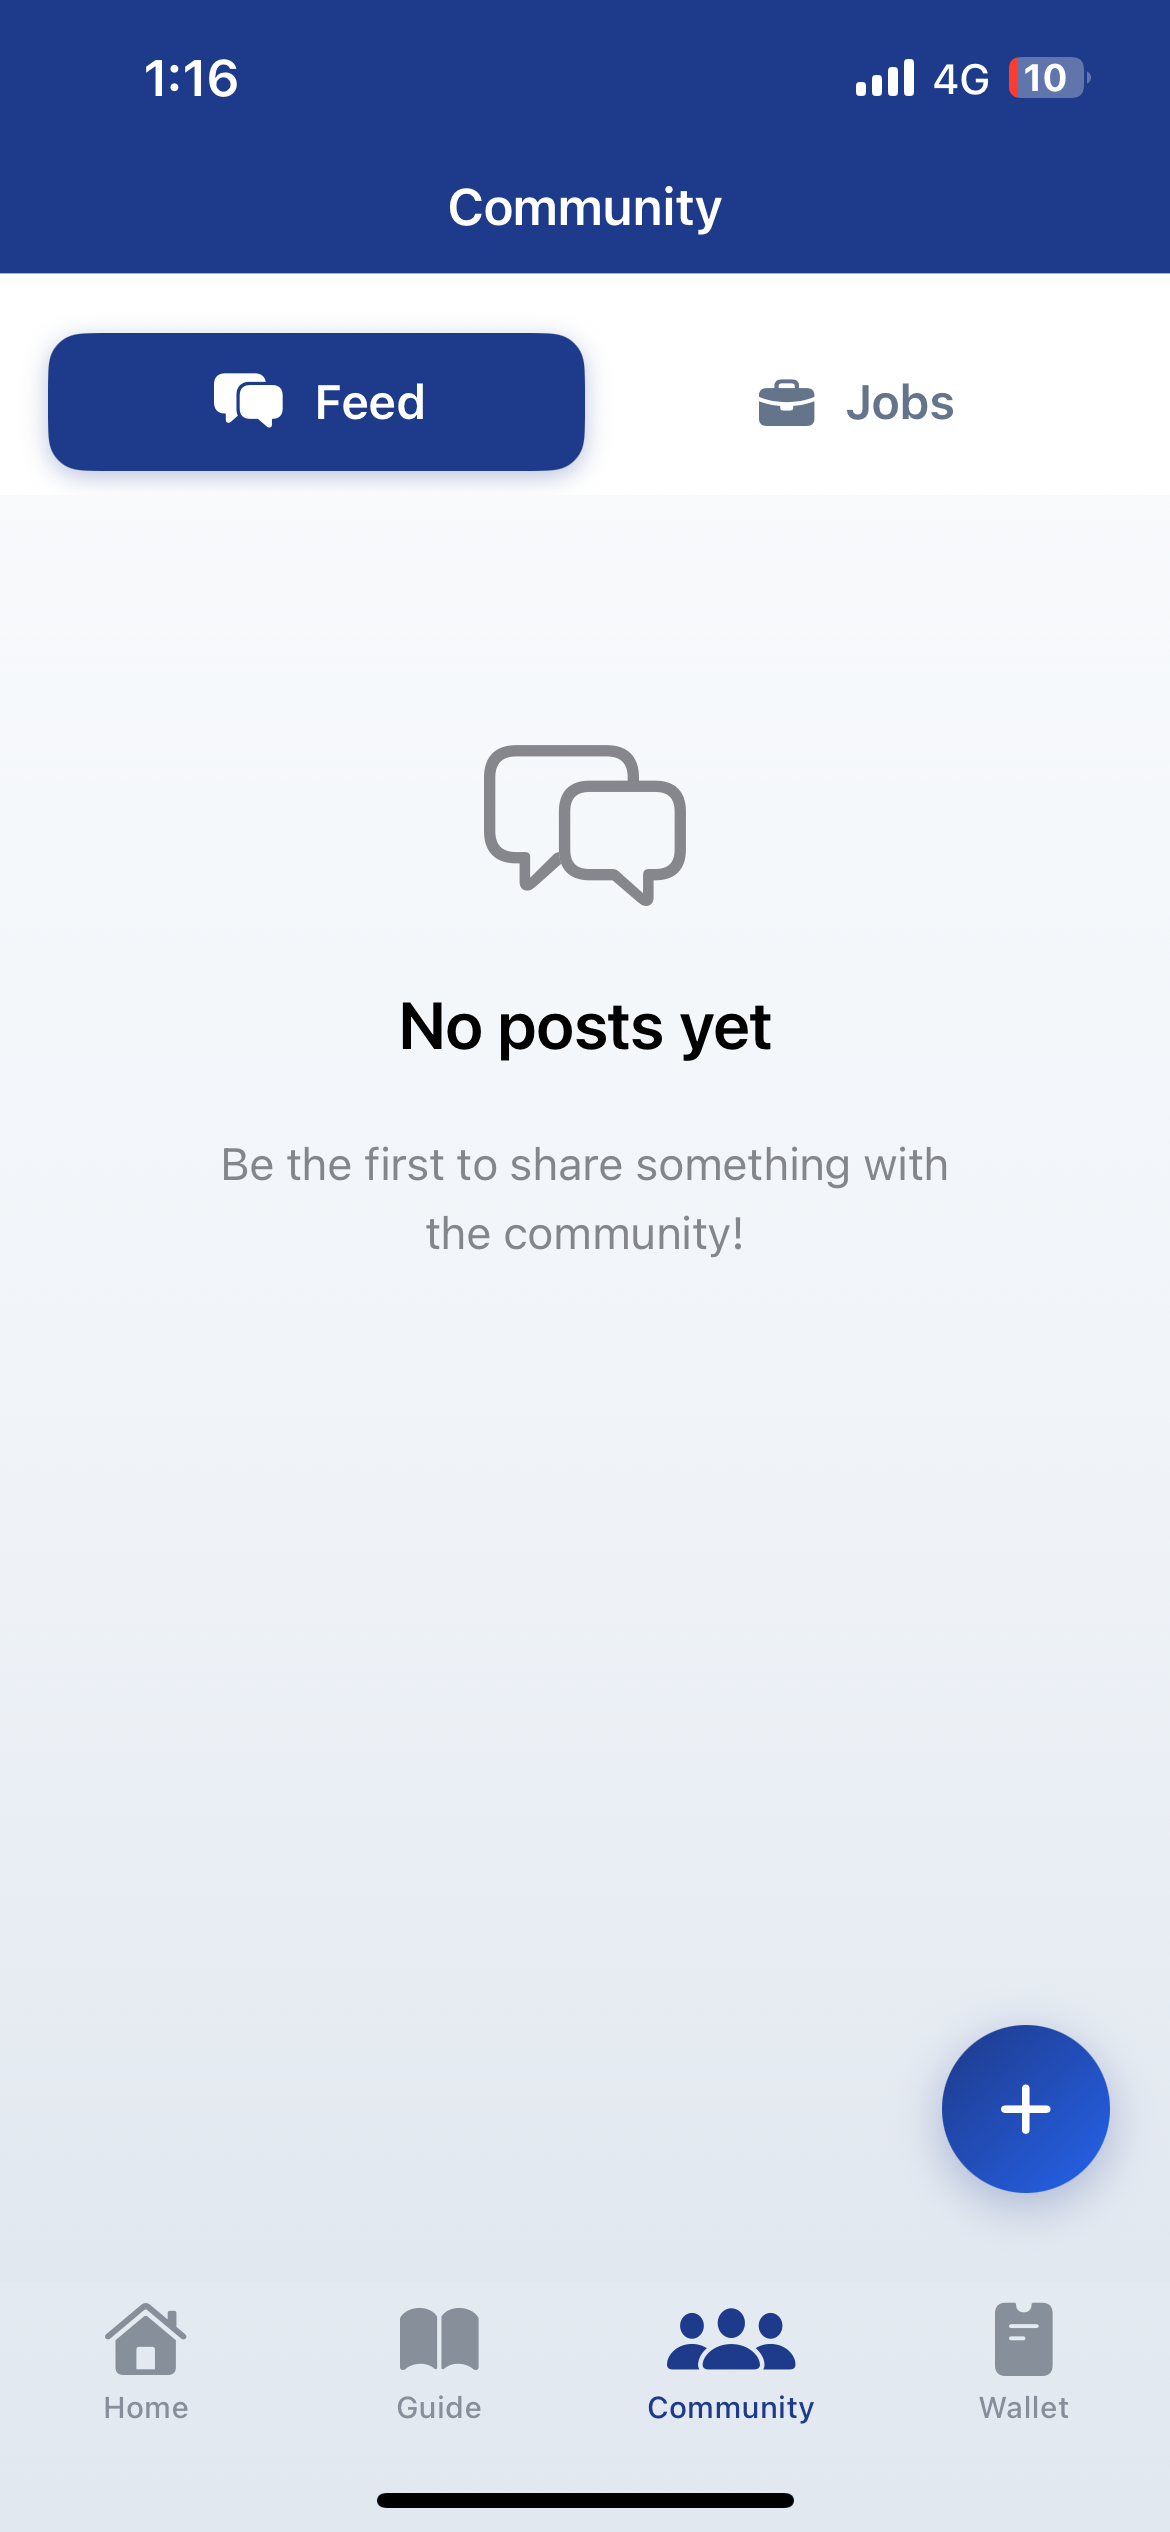 1:16
4G
10
Community
Feed
Jobs
No posts yet
Be the first to share something with
the community!
Home
Guide
Community
Wallet